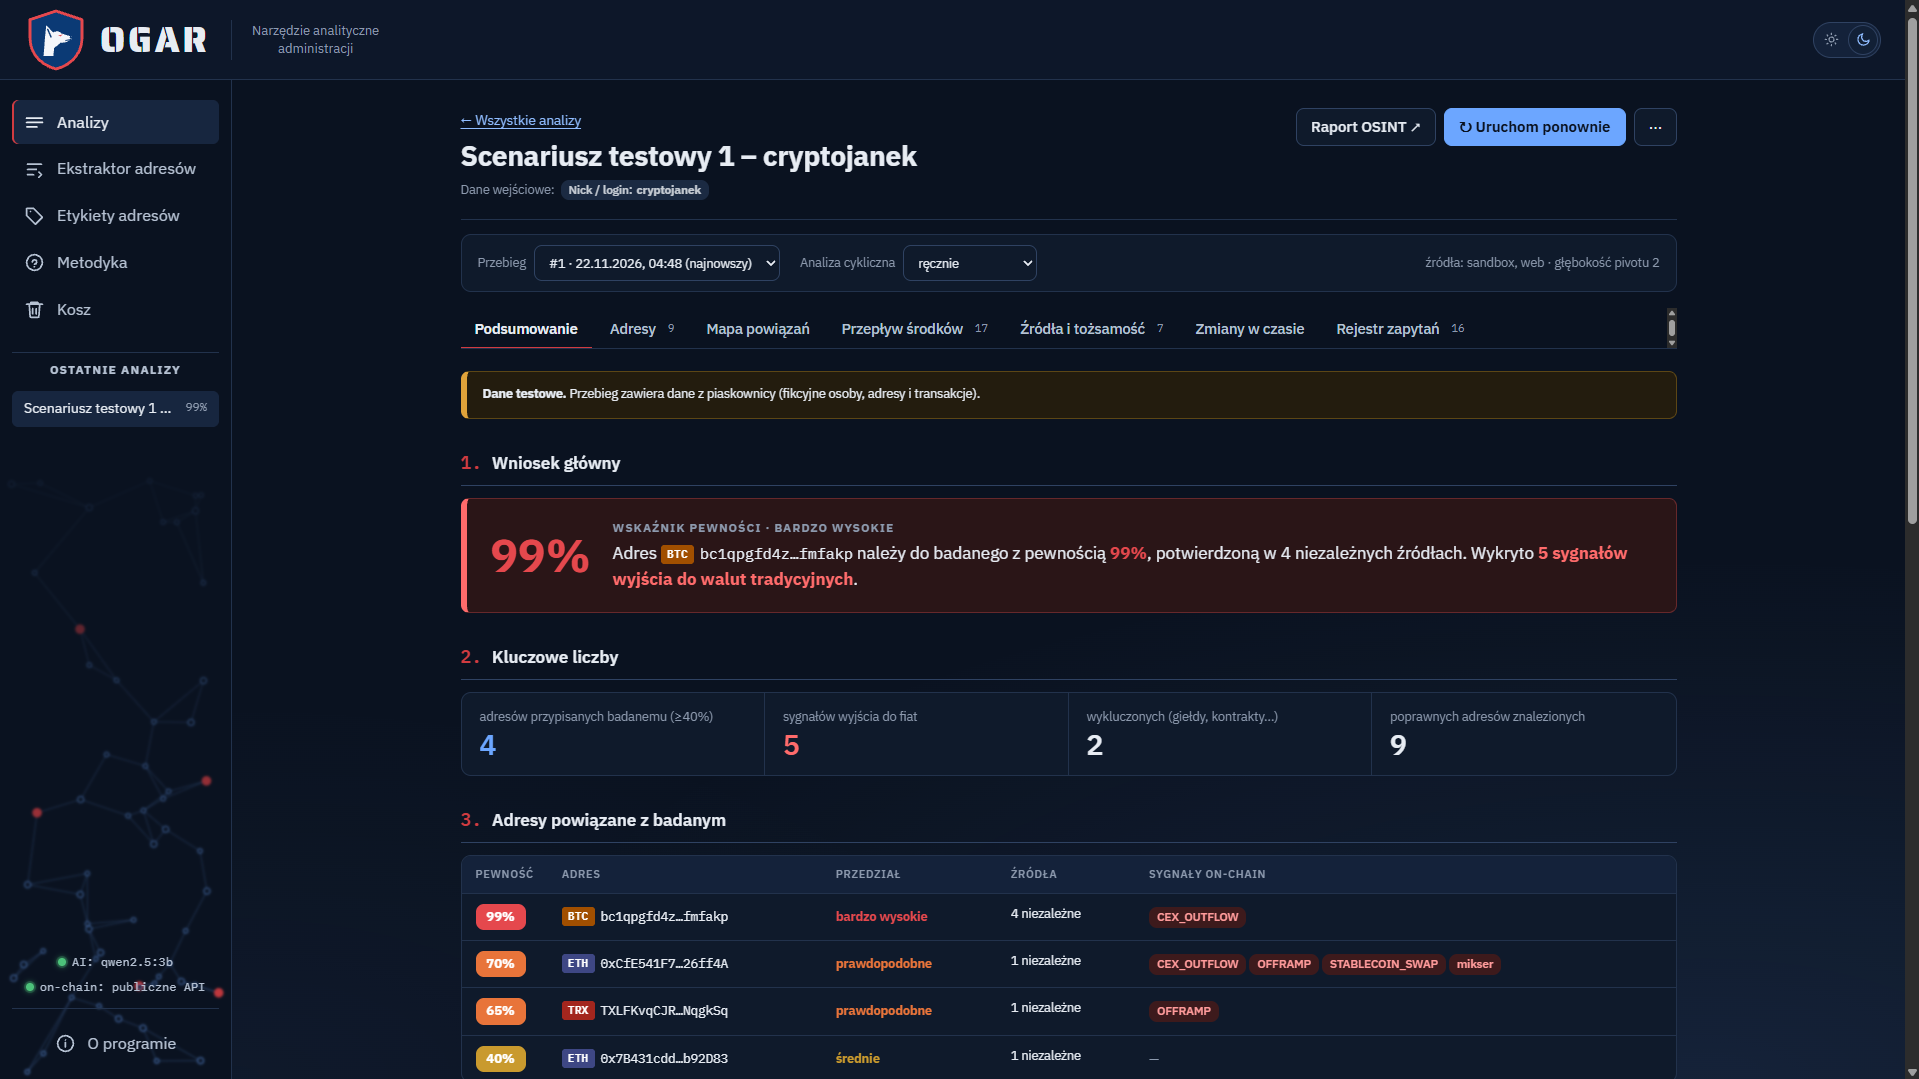 OGAR
Narzędzie analityczne
administracji
Analizy
Ekstraktor adresów
Etykiety adresów
Metodyka
Kosz
OSTATNIE ANALIZY
Scenariusz testowy 1 ... 99%
AI: qwen2.5:3b
on-chain: publiczne API
O programie
← Wszystkie analizy
Scenariusz testowy 1 – cryptojanek
Dane wejściowe: Nick / login: cryptojanek
Raport OSINT ↗
↻ Uruchom ponownie
...
Przebieg #1 · 22.11.2026, 04:48 (najnowszy) Analiza cykliczna ręcznie źródła: sandbox, web · głębokość pivotu 2
Podsumowanie Adresy 9 Mapa powiązań Przepływ środków 17 Źródła i tożsamość 7 Zmiany w czasie Rejestr zapytań 16
Dane testowe. Przebieg zawiera dane z piaskownicy (fikcyjne osoby, adresy i transakcje).
1. Wniosek główny
99%
WSKAŹNIK PEWNOŚCI · BARDZO WYSOKIE
Adres BTC bc1qpgfd4z…fmfakp należy do badanego z pewnością 99%, potwierdzoną w 4 niezależnych źródłach. Wykryto 5 sygnałów
wyjścia do walut tradycyjnych.
2. Kluczowe liczby
adresów przypisanych badanemu (≥40%)
4
sygnałów wyjścia do fiat
5
wykluczonych (giełdy, kontrakty…)
2
poprawnych adresów znalezionych
9
3. Adresy powiązane z badanym
PEWNOŚĆ ADRES PRZEDZIAŁ ŹRÓDŁA SYGNAŁY ON-CHAIN
99% BTC bc1qpgfd4z…fmfakp bardzo wysokie 4 niezależne CEX_OUTFLOW
70% ETH 0xCfE541F7…26ff4A prawdopodobne 1 niezależne CEX_OUTFLOW OFFRAMP STABLECOIN_SWAP mikser
65% TRX TXLFKvqCJR…NqgkSq prawdopodobne 1 niezależne OFFRAMP
40% ETH 0x7B431cdd…b92D83 średnie 1 niezależne —